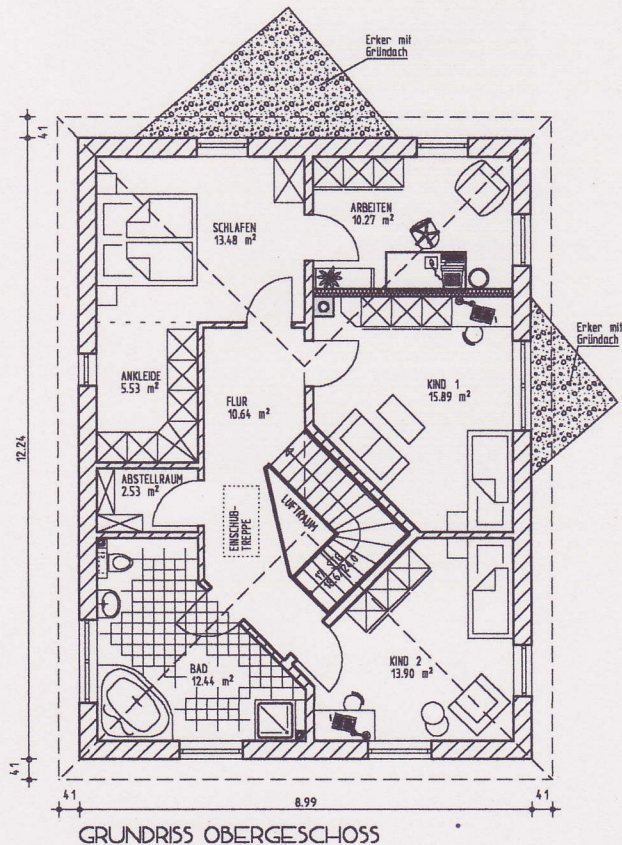 Erker mit
Gründach
41
SCHLAFEN
13.48 m²
ARBEITEN
10.27 m²
Erker mit
Gründach
ANKLEIDE
5.53 m²
FLUR
10.64 m²
KIND 1
15.89 m²
12.24
ABSTELLRAUM
2.53 m²
EINSCHUB-
TREPPE
LUFTRAUM
17 STG
BAD
12.44 m²
KIND 2
13.90 m²
41
41
8.99
41
GRUNDRISS OBERGESCHOSS